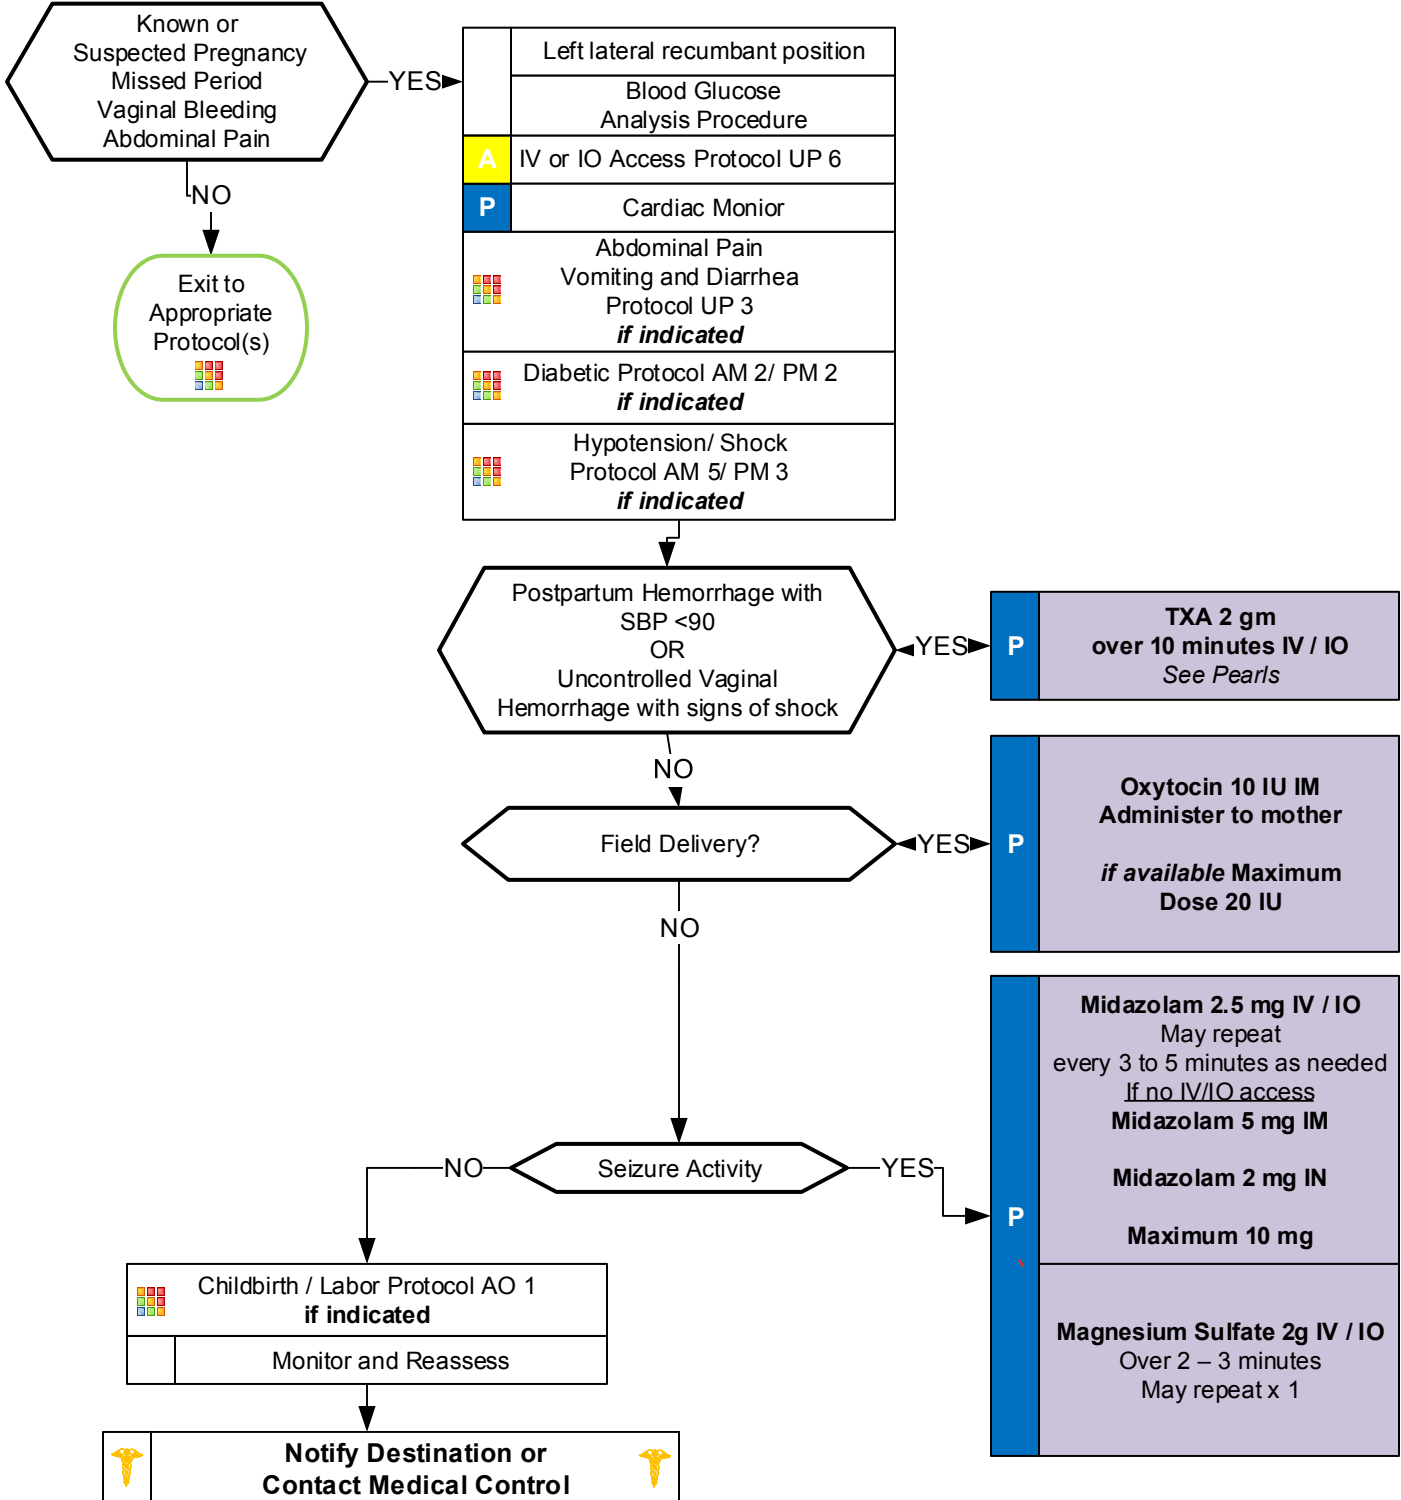 Known or
Suspected Pregnancy
Missed Period
Vaginal Bleeding
Abdominal Pain
YES
NO
Exit to
Appropriate
Protocol(s)
Left lateral recumbant position
Blood Glucose
Analysis Procedure
A
IV or IO Access Protocol UP 6
P
Cardiac Monior
Abdominal Pain
Vomiting and Diarrhea
Protocol UP 3
if indicated
Diabetic Protocol AM 2/ PM 2
if indicated
Hypotension/ Shock
Protocol AM 5/ PM 3
if indicated
Postpartum Hemorrhage with
SBP <90
OR
Uncontrolled Vaginal
Hemorrhage with signs of shock
YES
P
TXA 2 gm
over 10 minutes IV / IO
See Pearls
NO
Field Delivery?
YES
P
Oxytocin 10 IU IM
Administer to mother
if available Maximum
Dose 20 IU
NO
Seizure Activity
YES
P
Midazolam 2.5 mg IV / IO
May repeat
every 3 to 5 minutes as needed
If no IV/IO access
Midazolam 5 mg IM
Midazolam 2 mg IN
Maximum 10 mg
Magnesium Sulfate 2g IV / IO
Over 2 – 3 minutes
May repeat x 1
NO
Childbirth / Labor Protocol AO 1
if indicated
Monitor and Reassess
Notify Destination or
Contact Medical Control